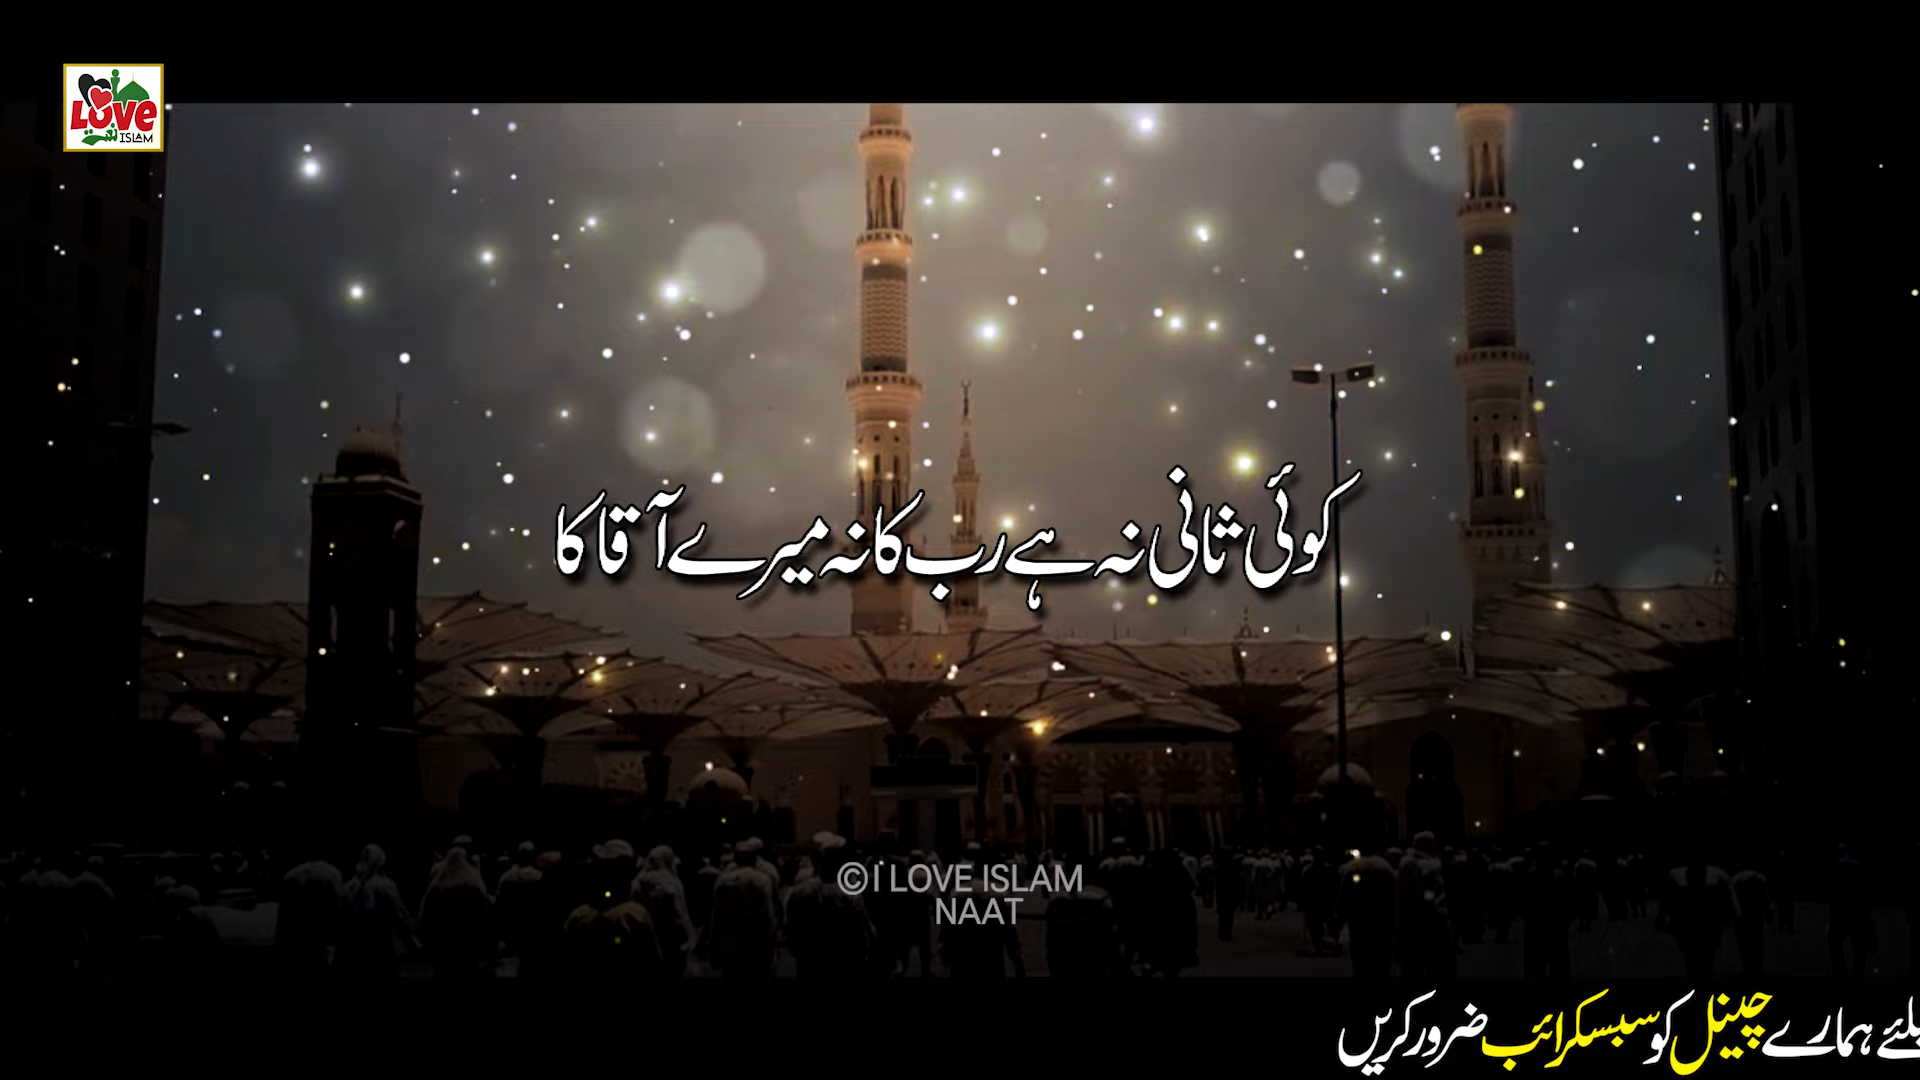 Love
نعت
ISLAM
کوئی ثانی نہ ہے رب کا نہ میرے آقا کا
©i LOVE ISLAM
NAAT
ہمارے چینل کو سبسکرائب ضرور کریں